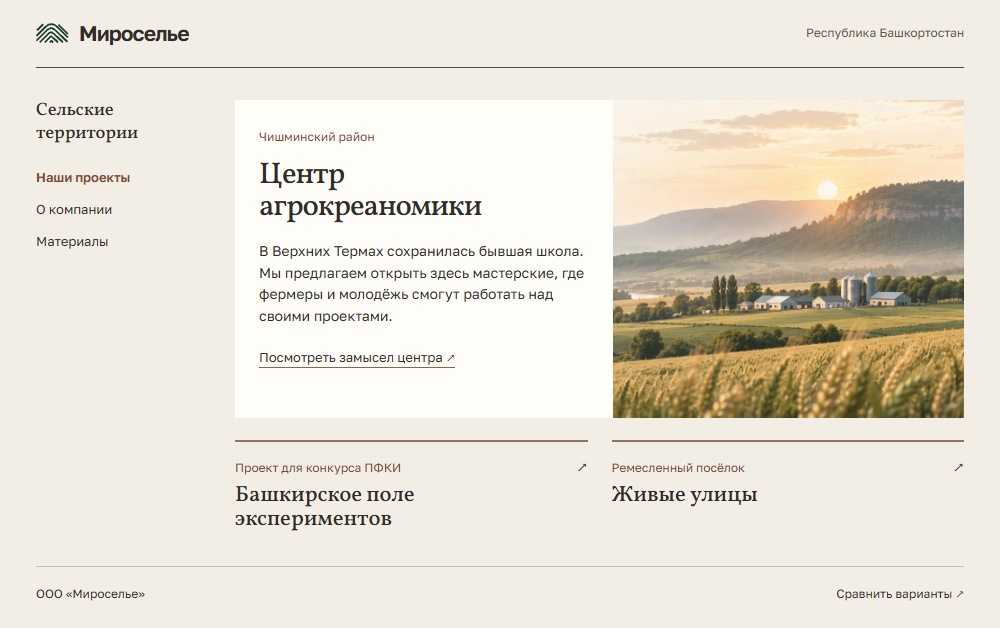 Мироселье
Республика Башкортостан
Сельские
территории
Наши проекты
О компании
Материалы
Чишминский район
Центр
агрокреаномики
В Верхних Термах сохранилась бывшая школа.
Мы предлагаем открыть здесь мастерские, где
фермеры и молодёжь смогут работать над
своими проектами.
Посмотреть замысел центра ↗
Проект для конкурса ПФКИ ↗
Башкирское поле
экспериментов
Ремесленный посёлок ↗
Живые улицы
ООО «Мироселье»
Сравнить варианты ↗